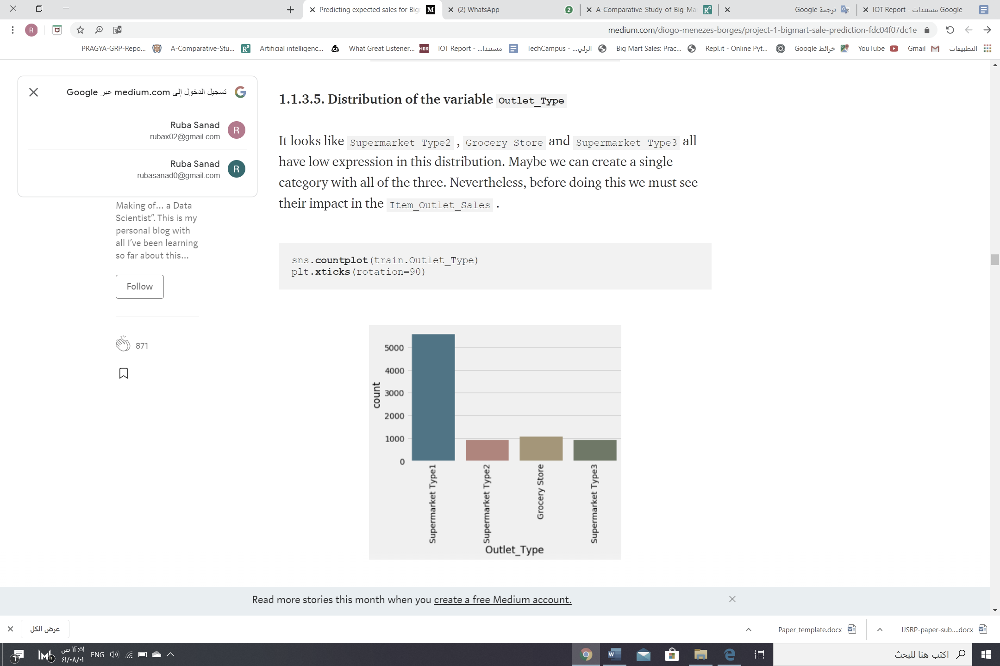 Predicting expected sales for Big
(2) WhatsApp
2
A-Comparative-Study-of-Big-Ma
ترجمة Google
IOT Report - مستندات Google
medium.com/diogo-menezes-borges/project-1-bigmart-sale-prediction-fdc04f07dc1e
R
PRAGYA-GRP-Repo...
A-Comparative-Stu...
Artificial intelligenc...
What Great Listener...
HBR
IOT Report - مستندا...
TechCampus - الرئي...
Big Mart Sales: Prac...
Repl.it - Online Pyt...
خرائط Google
YouTube
Gmail
التطبيقات
تسجيل الدخول إلى medium.com عبر Google
Ruba Sanad
rubax02@gmail.com
R
Ruba Sanad
rubasanad0@gmail.com
R
Making of... a Data
Scientist”. This is my
personal blog with
all I’ve been learning
so far about this...
Follow
871
1.1.3.5. Distribution of the variable Outlet_Type
It looks like Supermarket Type2 , Grocery Store and Supermarket Type3 all
have low expression in this distribution. Maybe we can create a single
category with all of the three. Nevertheless, before doing this we must see
their impact in the Item_Outlet_Sales .
sns.countplot(train.Outlet_Type)
plt.xticks(rotation=90)
5000
4000
3000
2000
1000
0
count
Supermarket Type1
Supermarket Type2
Grocery Store
Supermarket Type3
Outlet_Type
Read more stories this month when you create a free Medium account.
عرض الكل
Paper_template.docx
IJSRP-paper-sub....docx
١٢:٥١ ص
٤١/٠٨/٠١
ENG
اكتب هنا للبحث